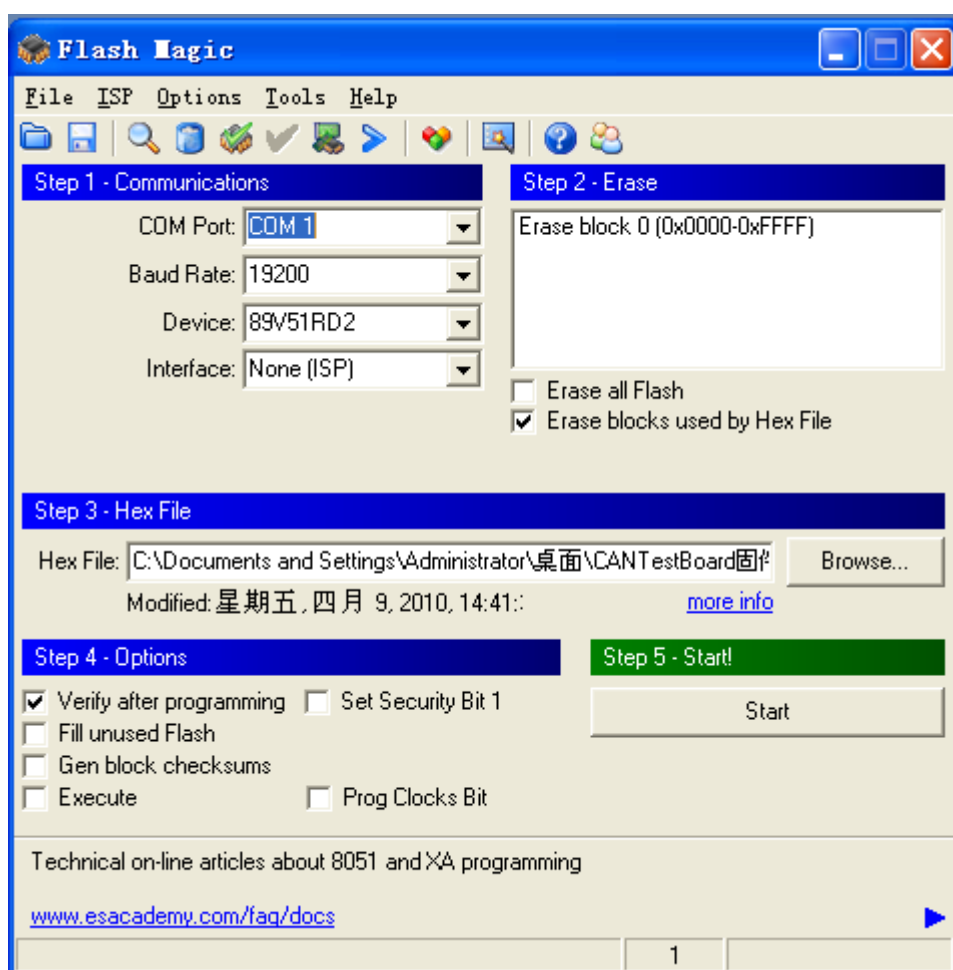 Flash Magic
File ISP Options Tools Help
Step 1 - Communications
COM Port: COM 1
Baud Rate: 19200
Device: 89V51RD2
Interface: None (ISP)
Step 2 - Erase
Erase block 0 (0x0000-0xFFFF)
Erase all Flash
Erase blocks used by Hex File
Step 3 - Hex File
Hex File: C:\Documents and Settings\Administrator\桌面\CANTestBoard固 Browse...
Modified: 星期五, 四月 9, 2010, 14:41: more info
Step 4 - Options
Verify after programming Set Security Bit 1
Fill unused Flash
Gen block checksums
Execute Prog Clocks Bit
Step 5 - Start!
Start
Technical on-line articles about 8051 and XA programming
www.esacademy.com/faq/docs
1